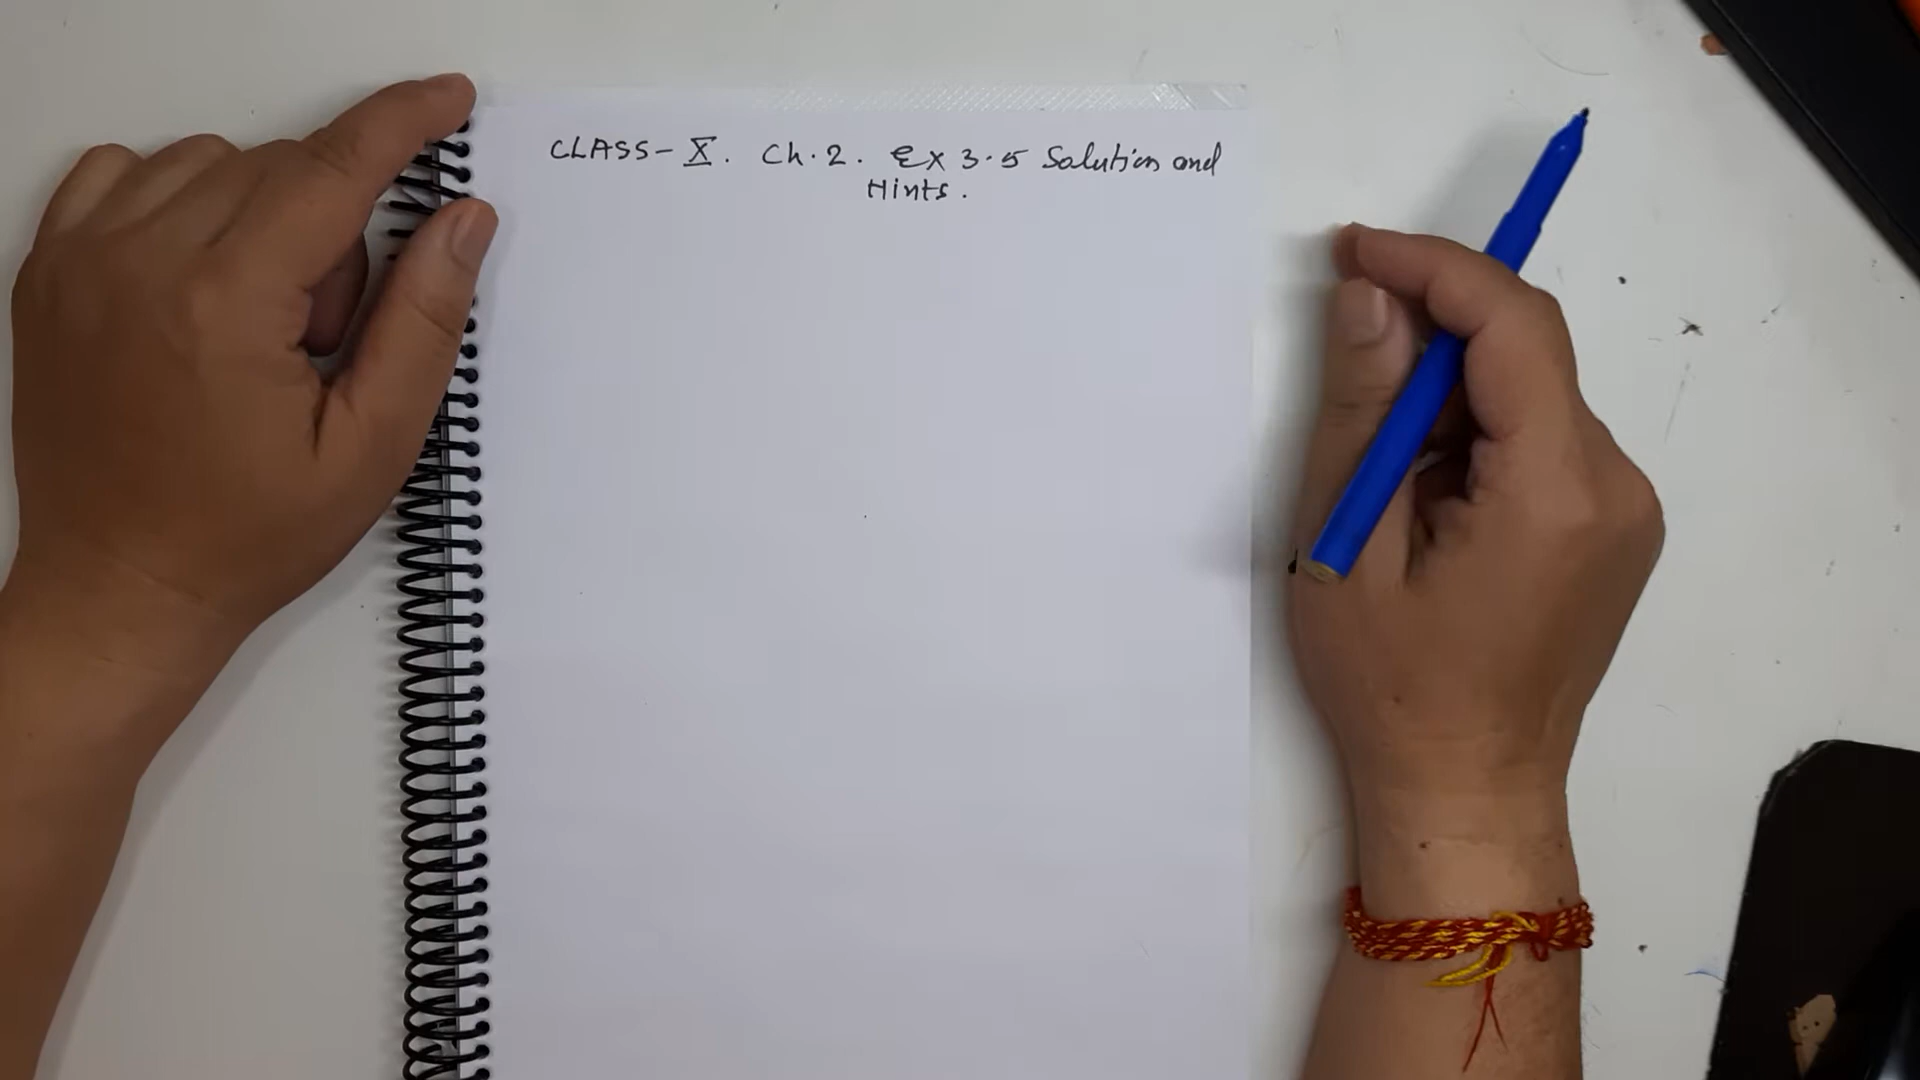 CLASS-X. Ch.2. Ex 3.5 Solution and
Hints.